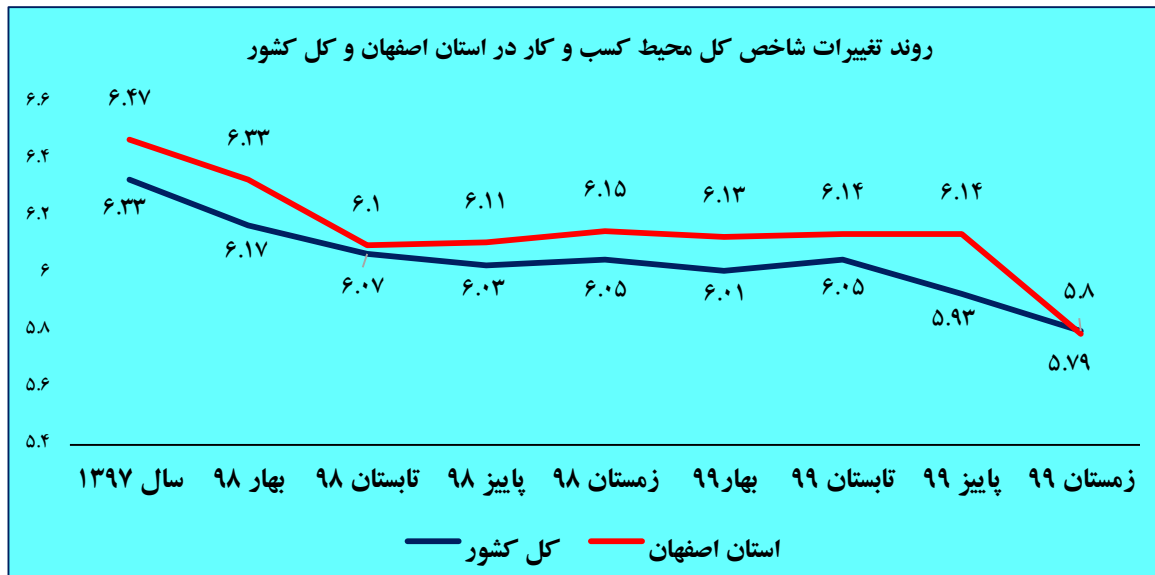 روند تغییرات شاخص کل محیط کسب و کار در استان اصفهان و کل کشور
۶.۶
۶.۴
۶.۲
۶
۵.۸
۵.۶
۵.۴
۶.۴۷
۶.۳۳
۶.۱
۶.۱۱
۶.۱۵
۶.۱۳
۶.۱۴
۶.۱۴
۵.۸
۶.۳۳
۶.۱۷
۶.۰۷
۶.۰۳
۶.۰۵
۶.۰۱
۶.۰۵
۵.۹۳
۵.۷۹
سال ۱۳۹۷
بهار ۹۸
تابستان ۹۸
پاییز ۹۸
زمستان ۹۸
بهار۹۹
تابستان ۹۹
پاییز ۹۹
زمستان ۹۹
کل کشور
استان اصفهان